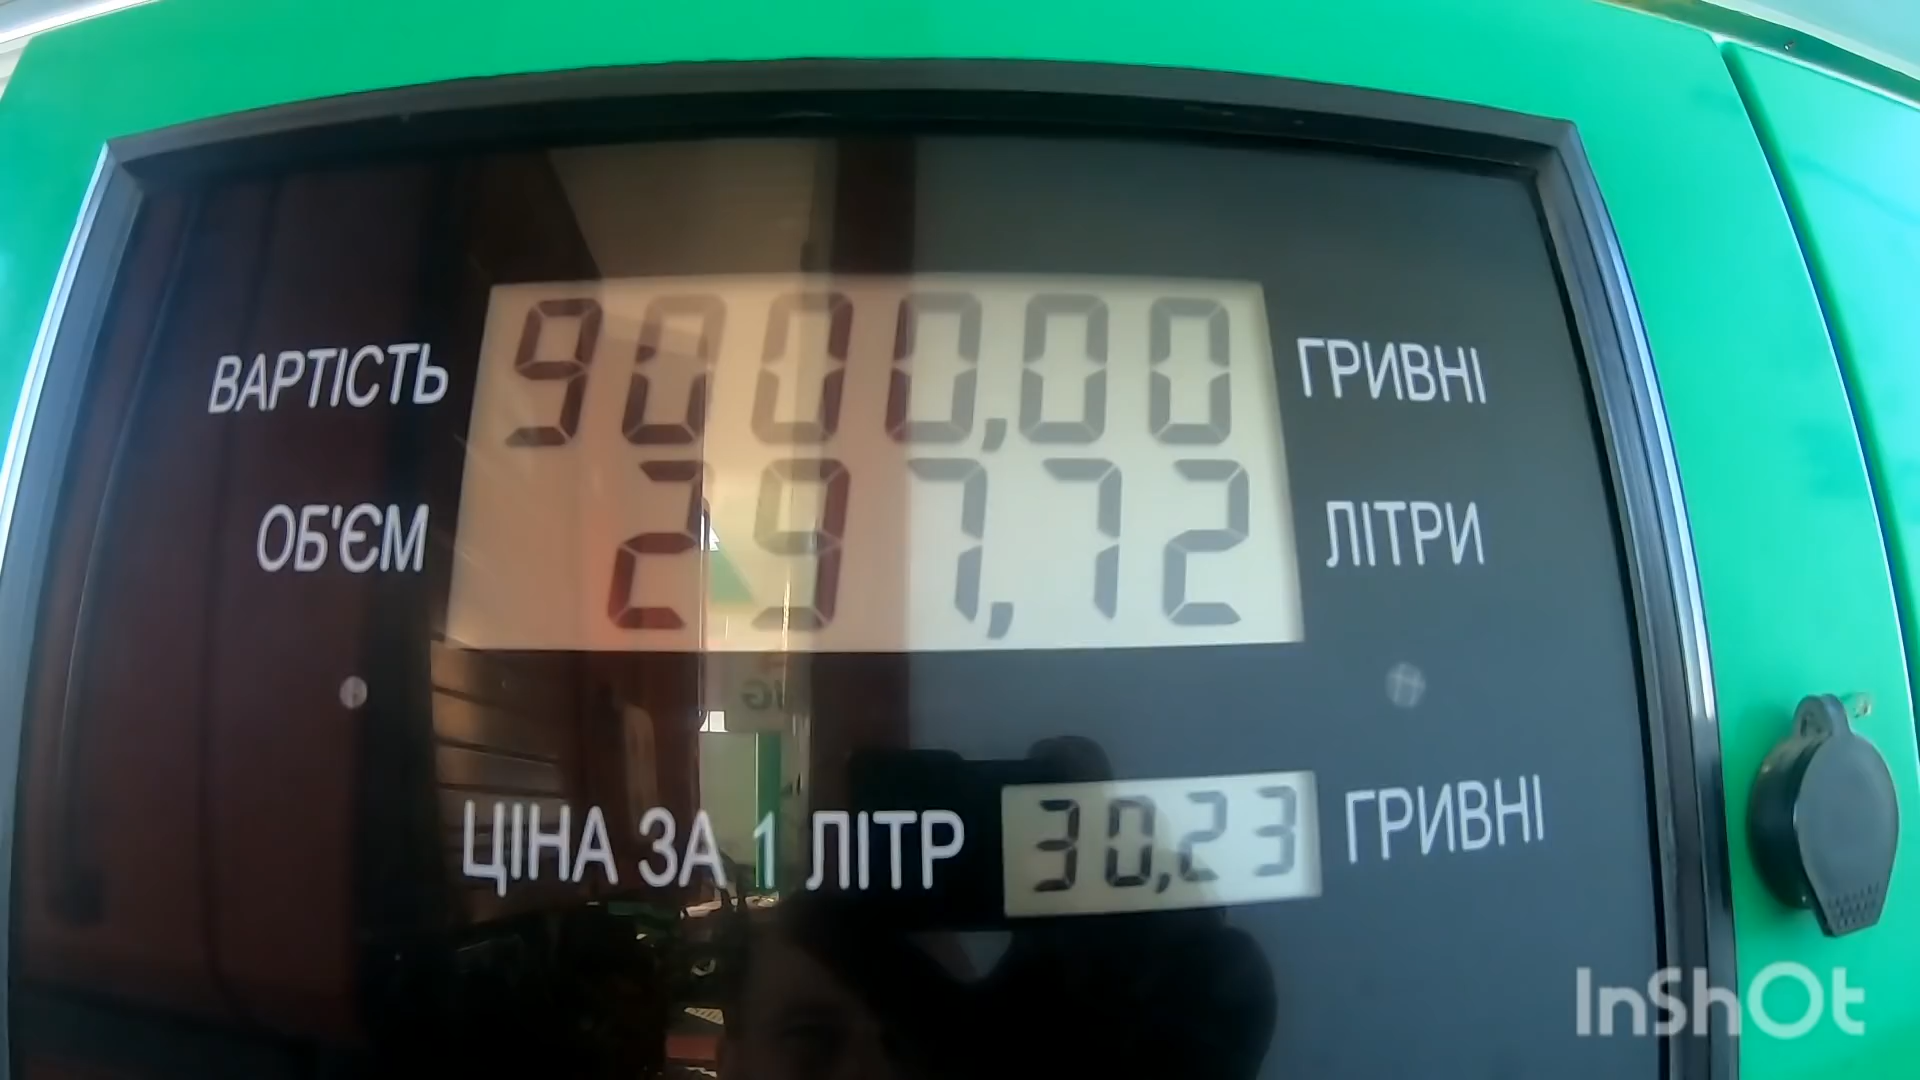 ВАРТІСТЬ 9000,00 ГРИВНІ
ОБ'ЄМ 297,72 ЛІТРИ
ЦІНА ЗА 1 ЛІТР 30,23 ГРИВНІ
InShOt